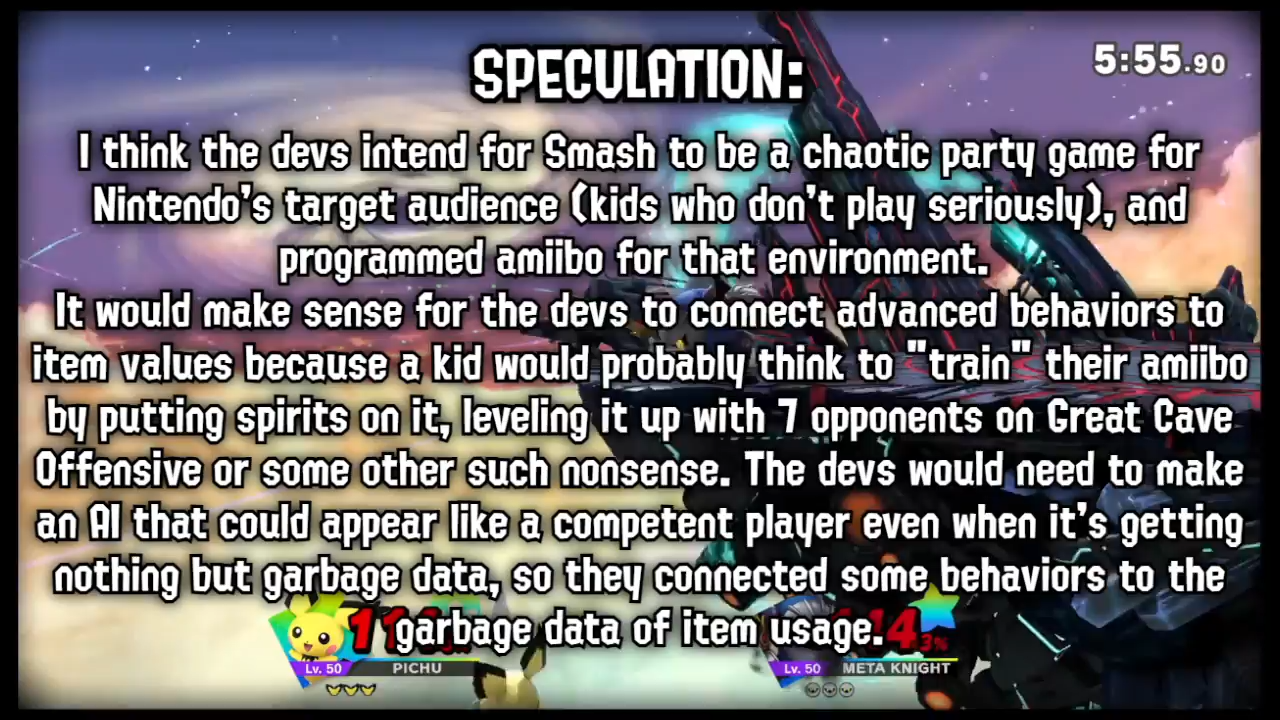 SPECULATION:
5:55.90
I think the devs intend for Smash to be a chaotic party game for
Nintendo's target audience (kids who don't play seriously), and
programmed amiibo for that environment.
It would make sense for the devs to connect advanced behaviors to
item values because a kid would probably think to "train" their amiibo
by putting spirits on it, leveling it up with 7 opponents on Great Cave
Offensive or some other such nonsense. The devs would need to make
an AI that could appear like a competent player even when it's getting
nothing but garbage data, so they connected some behaviors to the
garbage data of item usage.
Lv. 50 PICHU
Lv. 50 META KNIGHT